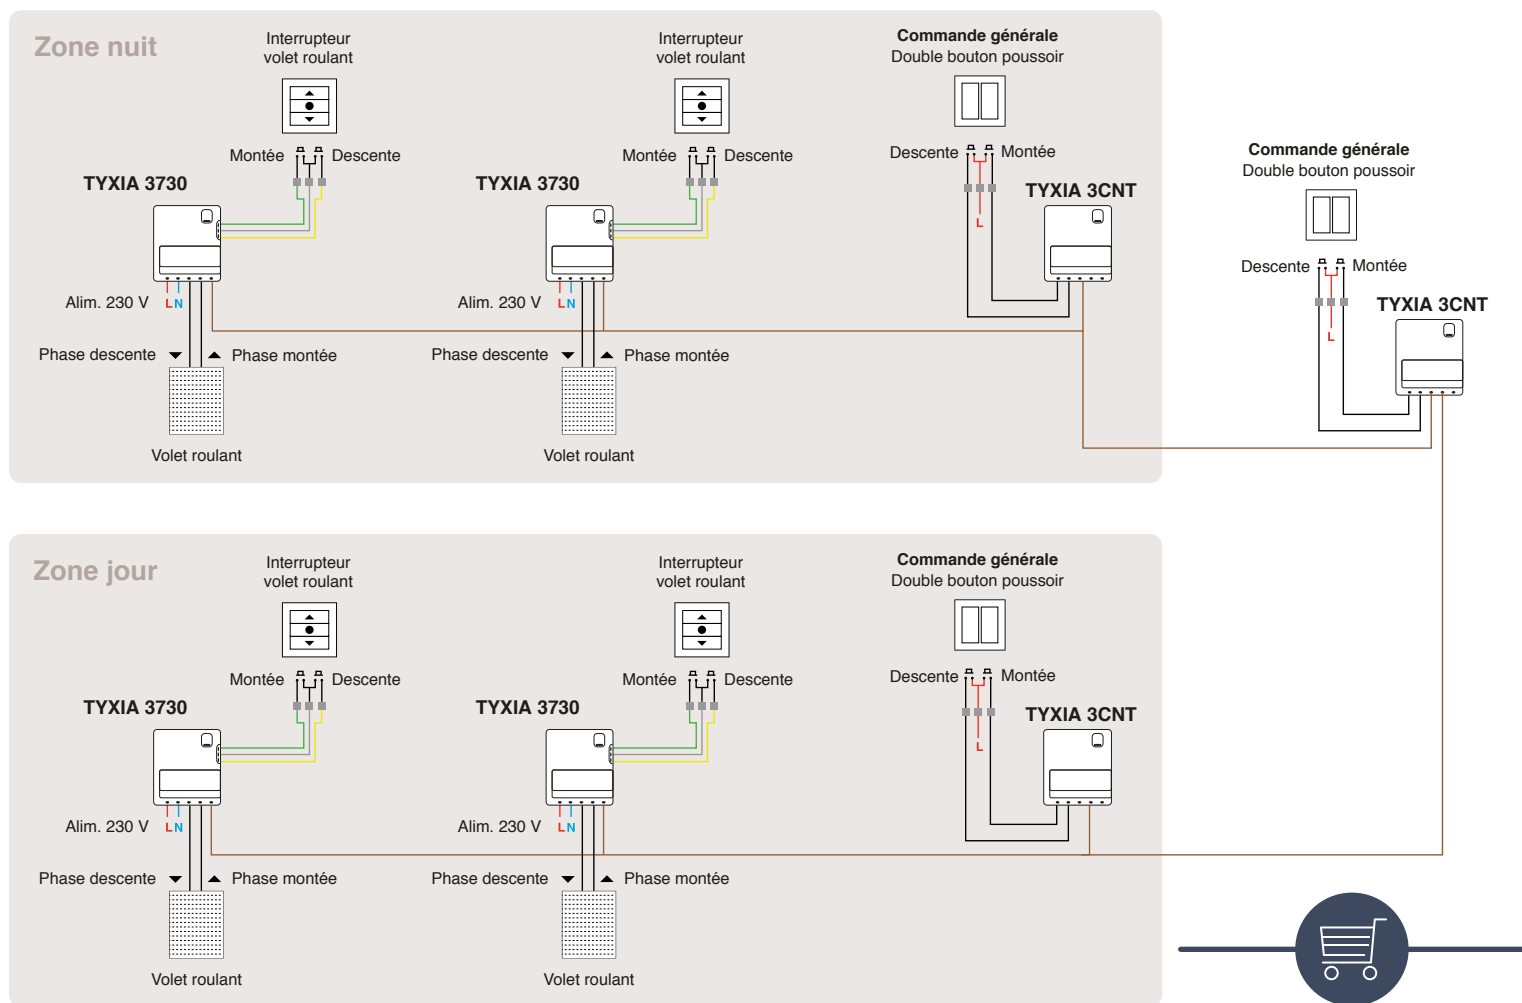 Zone nuit
Interrupteur
volet roulant
Interrupteur
volet roulant
Commande générale
Double bouton poussoir
Montée
Descente
Montée
Descente
Descente
Montée
TYXIA 3730
TYXIA 3730
TYXIA 3CNT
L
Alim. 230 V
L N
Alim. 230 V
L N
Phase descente
Phase montée
Phase descente
Phase montée
Volet roulant
Volet roulant
Commande générale
Double bouton poussoir
Descente
Montée
TYXIA 3CNT
L
Zone jour
Interrupteur
volet roulant
Interrupteur
volet roulant
Commande générale
Double bouton poussoir
Montée
Descente
Montée
Descente
Descente
Montée
TYXIA 3730
TYXIA 3730
TYXIA 3CNT
L
Alim. 230 V
L N
Alim. 230 V
L N
Phase descente
Phase montée
Phase descente
Phase montée
Volet roulant
Volet roulant